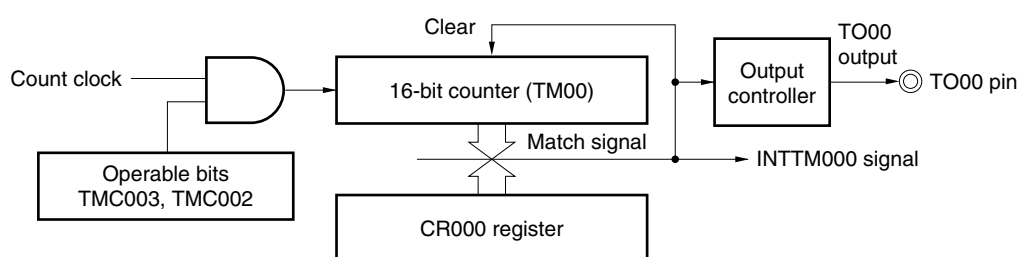 Clear
TO00
output
Count clock
16-bit counter (TM00)
Output
controller
TO00 pin
Match signal
INTTM000 signal
Operable bits
TMC003, TMC002
CR000 register